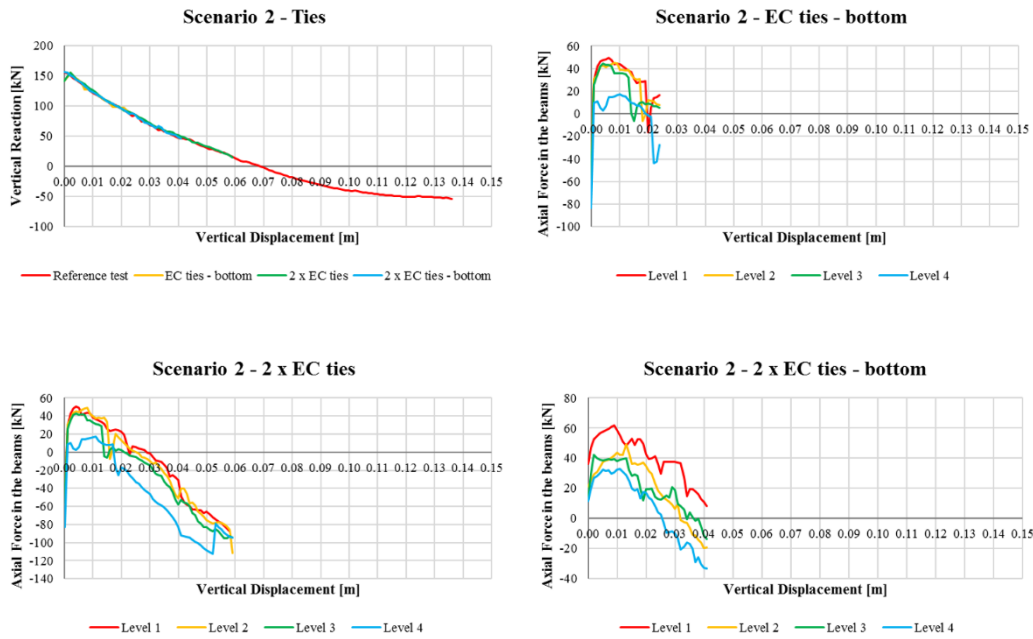 Scenario 2 - Ties
Vertical Reaction [kN]
200
150
100
50
0
-50
-100
0.00 0.01 0.02 0.03 0.04 0.05 0.06 0.07 0.08 0.09 0.10 0.11 0.12 0.13 0.14 0.15
Vertical Displacement [m]
Reference test EC ties - bottom 2 x EC ties 2 x EC ties - bottom
Scenario 2 - EC ties - bottom
Axial Force in the beams [kN]
60
40
20
0
-20
-40
-60
-80
-100
0.00 0.01 0.02 0.03 0.04 0.05 0.06 0.07 0.08 0.09 0.10 0.11 0.12 0.13 0.14 0.15
Vertical Displacement [m]
Level 1 Level 2 Level 3 Level 4
Scenario 2 - 2 x EC ties
Axial Force in the beams [kN]
60
40
20
0
-20
-40
-60
-80
-100
-120
-140
0.00 0.01 0.02 0.03 0.04 0.05 0.06 0.07 0.08 0.09 0.10 0.11 0.12 0.13 0.14 0.15
Vertical Displacement [m]
Level 1 Level 2 Level 3 Level 4
Scenario 2 - 2 x EC ties - bottom
Axial Force in the beams [kN]
80
60
40
20
0
-20
-40
0.00 0.01 0.02 0.03 0.04 0.05 0.06 0.07 0.08 0.09 0.10 0.11 0.12 0.13 0.14 0.15
Vertical Displacement [m]
Level 1 Level 2 Level 3 Level 4